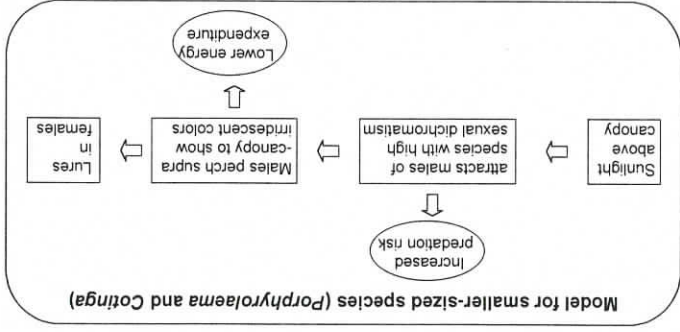 Model for smaller-sized species (Porphyrolaema and Cotinga)
Increased
predation risk
Sunlight
above
canopy
attracts males of
species with high
sexual dichromatism
Males perch supra
-canopy to show
irridescent colors
Lures
in
females
Lower energy
expenditure